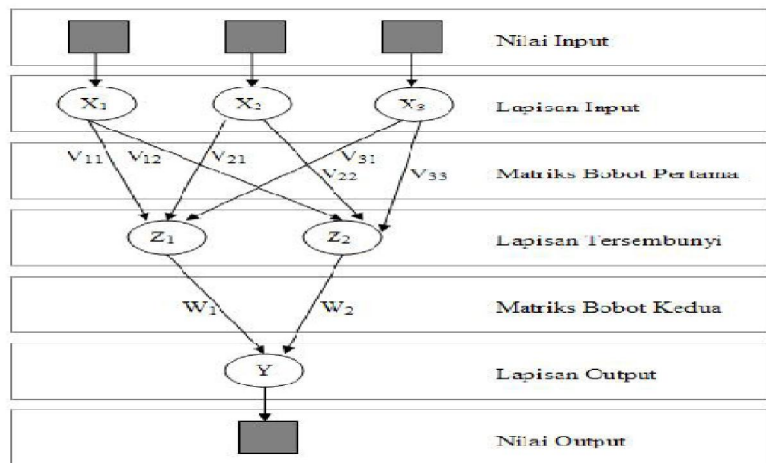 Nilai Input
X₁ X₂ X₃ Lapisan Input
V₁₁ V₁₂ V₂₁ V₂₂ V₃₁ V₃₃ Matriks Bobot Pertama
Z₁ Z₂ Lapisan Tersembunyi
W₁ W₂ Matriks Bobot Kedua
Y Lapisan Output
Nilai Output